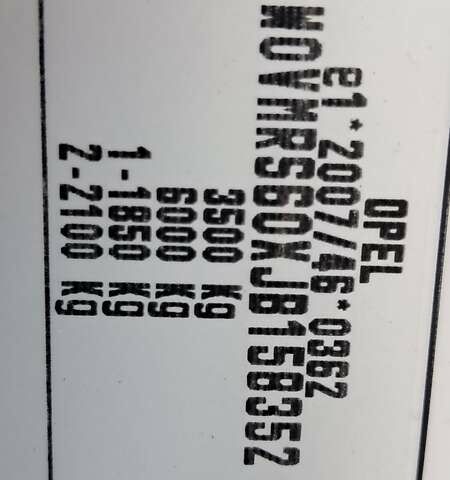 OPEL
e1*2007/46*0362
W0VMRS60XJB158352
3500 kg
6000 kg
1-1850 kg
2-2100 kg